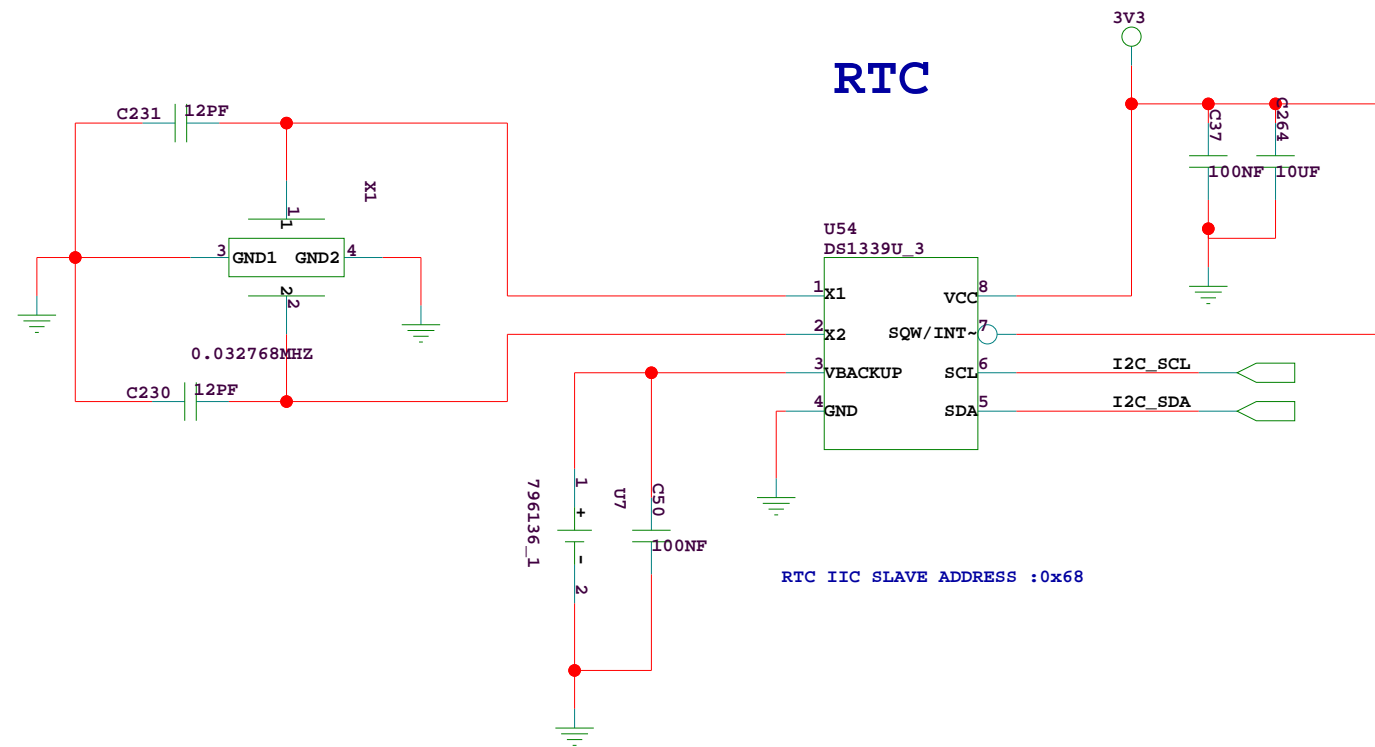 3V3
RTC
C231
12PF
C37
C264
100NF
10UF
X1
1
1
3
GND1
GND2
4
2
2
0.032768MHZ
C230
12PF
U54
DS1339U_3
1
X1
VCC
8
2
X2
SQW/INT~
7
3
VBACKUP
SCL
6
I2C_SCL
4
GND
SDA
5
I2C_SDA
796136_1
1
+
-
2
U7
C50
100NF
RTC IIC SLAVE ADDRESS :0x68